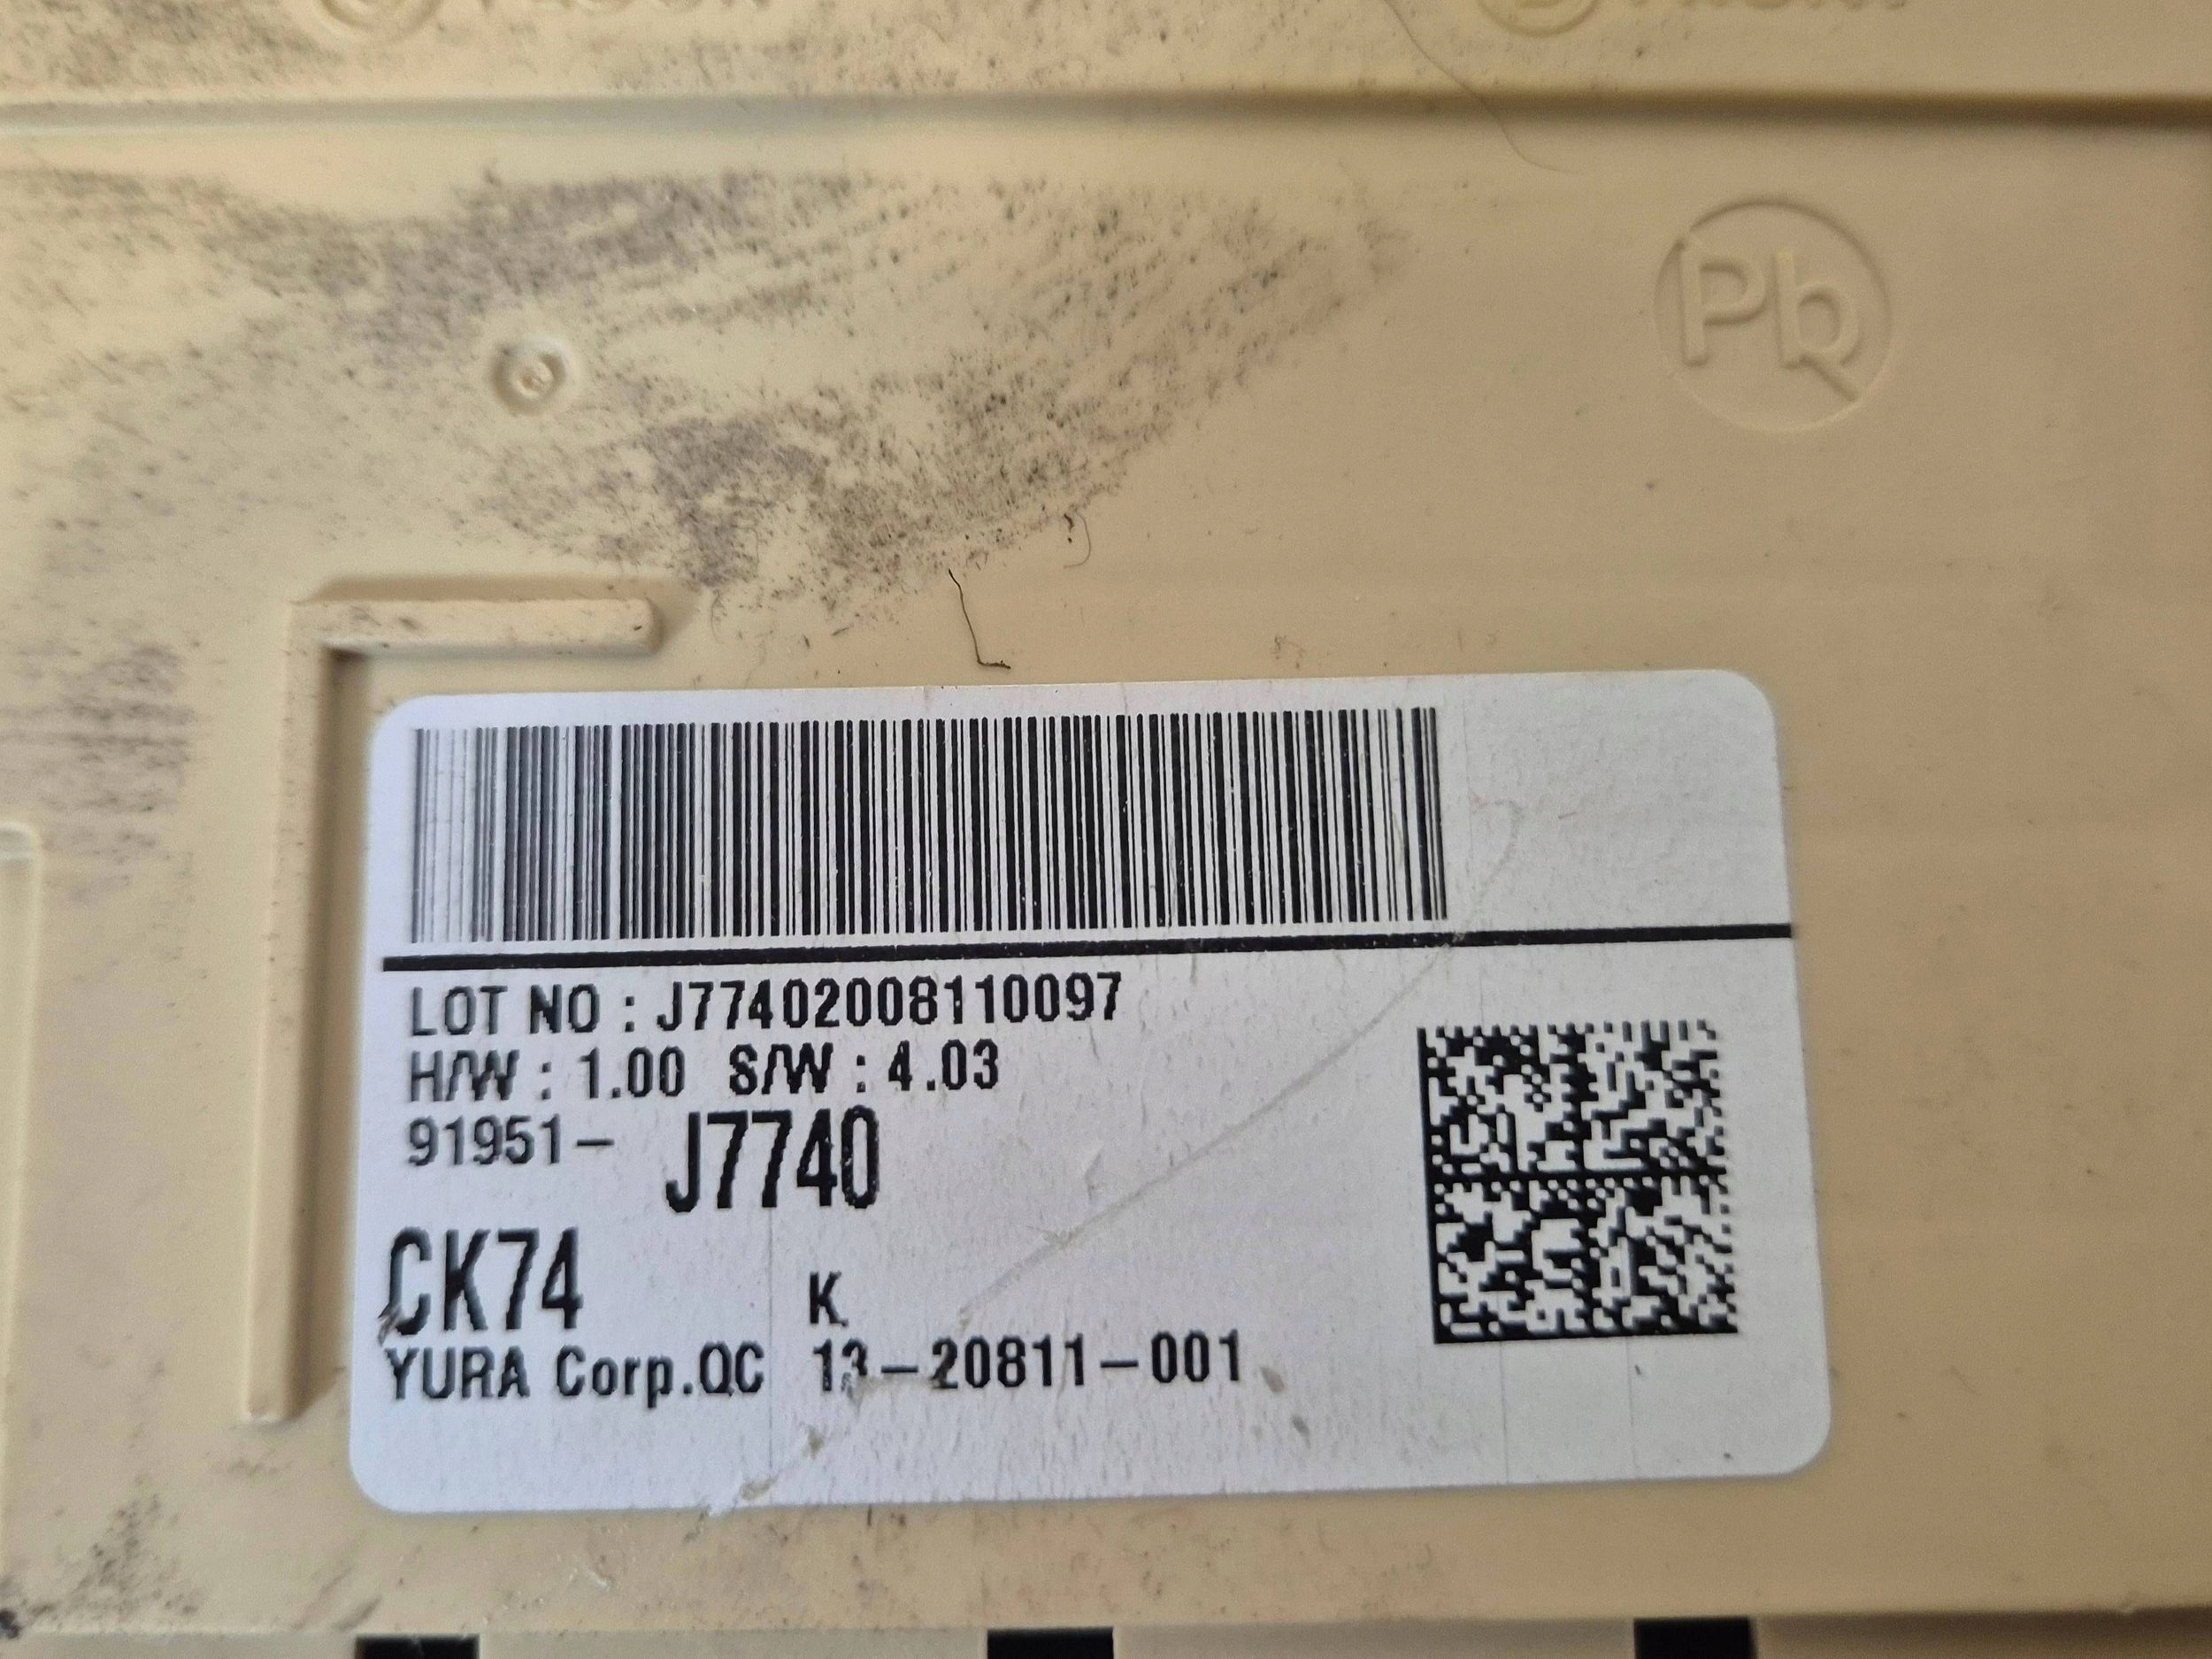 Pb
LOT NO : J77402008110097
H/W : 1.00 S/W : 4.03
91951- J7740
CK74 K
YURA Corp.QC 13-20811-001